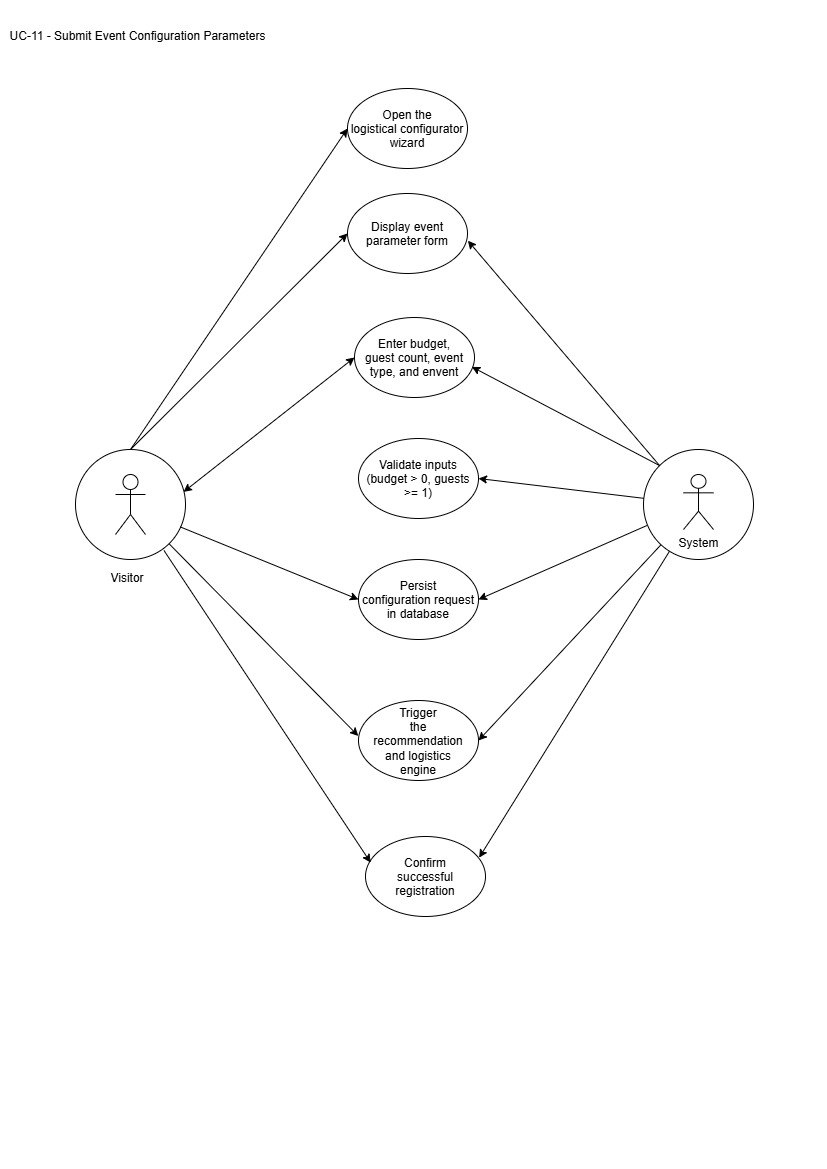 UC-11 - Submit Event Configuration Parameters
Open the
logistical configurator
wizard
Display event
parameter form
Enter budget,
guest count, event
type, and envent
Validate inputs
(budget > 0, guests
>= 1)
Visitor
System
Persist
configuration request
in database
Trigger
the
recommendation
and logistics
engine
Confirm
successful
registration